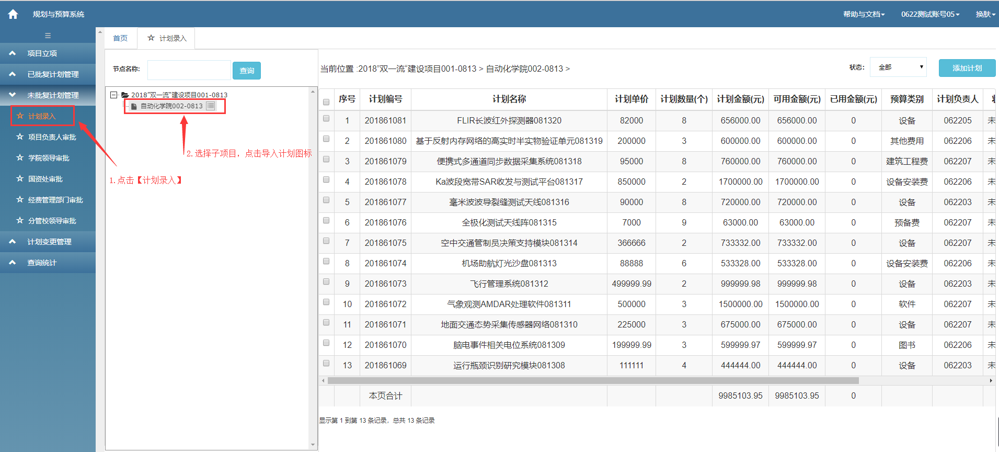 规划与预算系统
帮助与文档
0622测试账号05
换肤
项目立项
已批复计划管理
未批复计划管理
计划录入
项目负责人审批
学院领导审批
国资处审批
经费管理部门审批
分管校领导审批
计划变更管理
查询统计
首页
计划录入
节点名称:
查询
2018”双一流“建设项目001-0813
自动化学院002-0813
2.选择子项目，点击导入计划图标
1.点击【计划录入】
当前位置 :2018”双一流“建设项目001-0813 > 自动化学院002-0813 >
状态: 全部 添加计划
序号 计划编号 计划名称 计划单价 计划数量(个) 计划金额(元) 可用金额(元) 已用金额(元) 预算类别 计划负责人
1 201861081 FLIR长波红外探测器081320 82000 8 656000.00 656000.00 0 设备 062205 未
2 201861080 基于反射内存网络的高实时半实物验证单元081319 200000 3 600000.00 600000.00 0 其他费用 062206 未
3 201861079 便携式多通道同步数据采集系统081318 95000 8 760000.00 760000.00 0 建筑工程费 062207 未
4 201861078 Ka波段宽带SAR收发与测试平台081317 850000 2 1700000.00 1700000.00 0 设备安装费 062206 未
5 201861077 毫米波波导裂缝测试天线081316 90000 8 720000.00 720000.00 0 设备 062203 未
6 201861076 全极化测试天线阵081315 7000 9 63000.00 63000.00 0 预备费 062207 未
7 201861075 空中交通管制员决策支持模块081314 366666 2 733332.00 733332.00 0 设备 062207 未
8 201861074 机场助航灯光沙盘081313 88888 6 533328.00 533328.00 0 设备安装费 062206 未
9 201861073 飞行管理系统081312 499999.99 2 999999.98 999999.98 0 设备 062203 未
10 201861072 气象观测AMDAR处理软件081311 500000 3 1500000.00 1500000.00 0 软件 062207 未
11 201861071 地面交通态势采集传感器网络081310 225000 3 675000.00 675000.00 0 设备 062207 未
12 201861070 脑电事件相关电位系统081309 199999.99 3 599999.97 599999.97 0 图书 062206 未
13 201861069 运行瓶颈识别研究模块081308 111111 4 444444.00 444444.00 0 设备 062203 未
本页合计 9985103.95 9985103.95 0
显示第 1 到第 13 条记录，总共 13 条记录